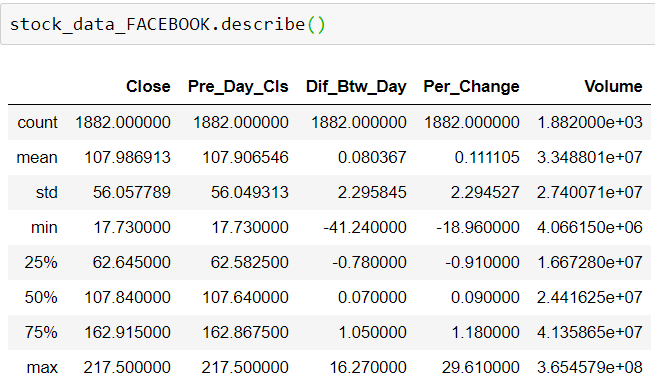 stock_data_FACEBOOK.describe()
Close Pre_Day_Cls Dif_Btw_Day Per_Change Volume
count 1882.000000 1882.000000 1882.000000 1882.000000 1.882000e+03
mean 107.986913 107.906546 0.080367 0.111105 3.348801e+07
std 56.057789 56.049313 2.295845 2.294527 2.740071e+07
min 17.730000 17.730000 -41.240000 -18.960000 4.066150e+06
25% 62.645000 62.582500 -0.780000 -0.910000 1.667280e+07
50% 107.840000 107.640000 0.070000 0.090000 2.441625e+07
75% 162.915000 162.867500 1.050000 1.180000 4.135865e+07
max 217.500000 217.500000 16.270000 29.610000 3.654579e+08